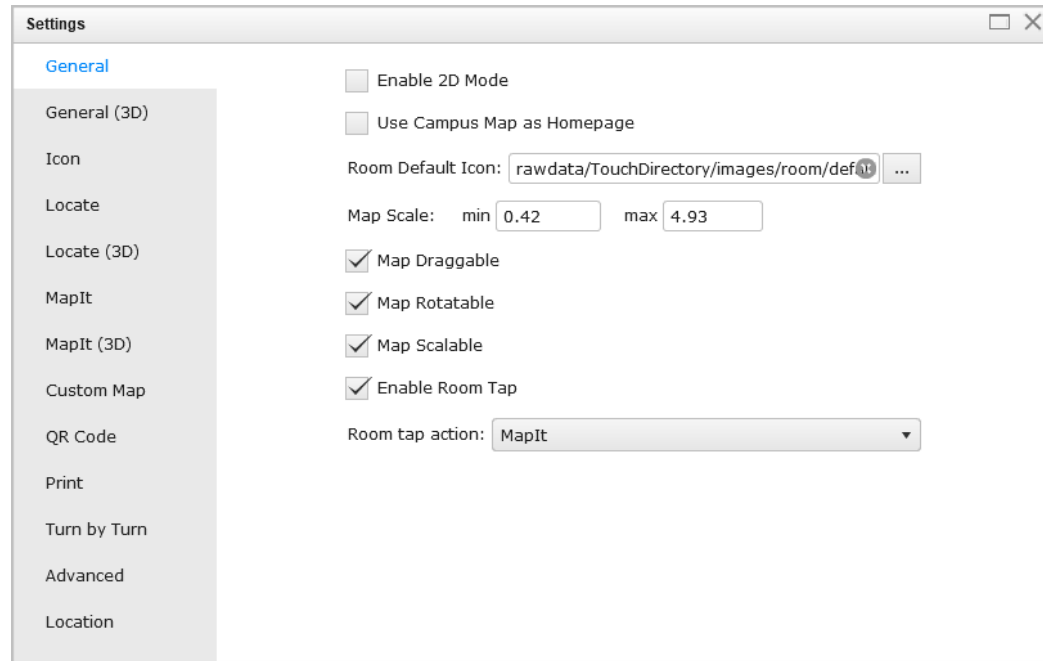 Settings
General
General (3D)
Icon
Locate
Locate (3D)
MapIt
MapIt (3D)
Custom Map
QR Code
Print
Turn by Turn
Advanced
Location
Enable 2D Mode
Use Campus Map as Homepage
Room Default Icon: rawdata/TouchDirectory/images/room/def ...
Map Scale: min 0.42 max 4.93
Map Draggable
Map Rotatable
Map Scalable
Enable Room Tap
Room tap action: MapIt